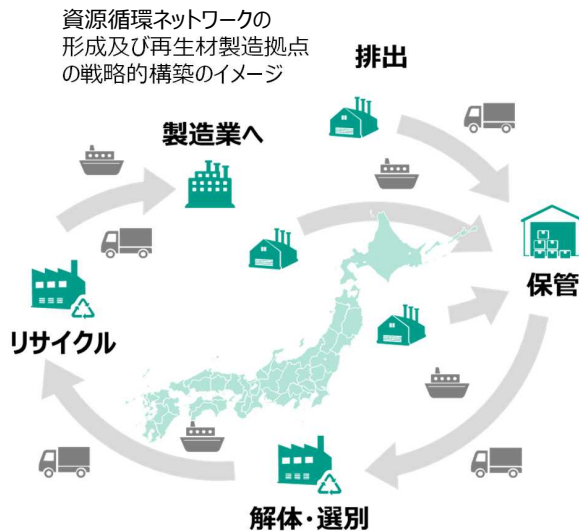 資源循環ネットワークの
形成及び再生材製造拠点
の戦略的構築のイメージ
排出
製造業へ
保管
リサイクル
解体・選別